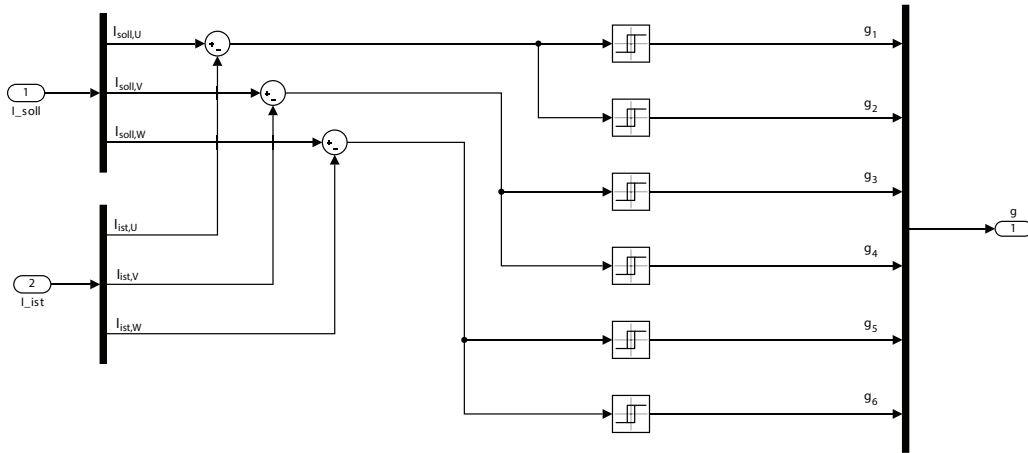 I_soll,U
g_1
1
I_soll
I_soll,V
g_2
I_soll,W
g_3
I_ist,U
g
1
g_4
2
I_ist
I_ist,V
I_ist,W
g_5
g_6